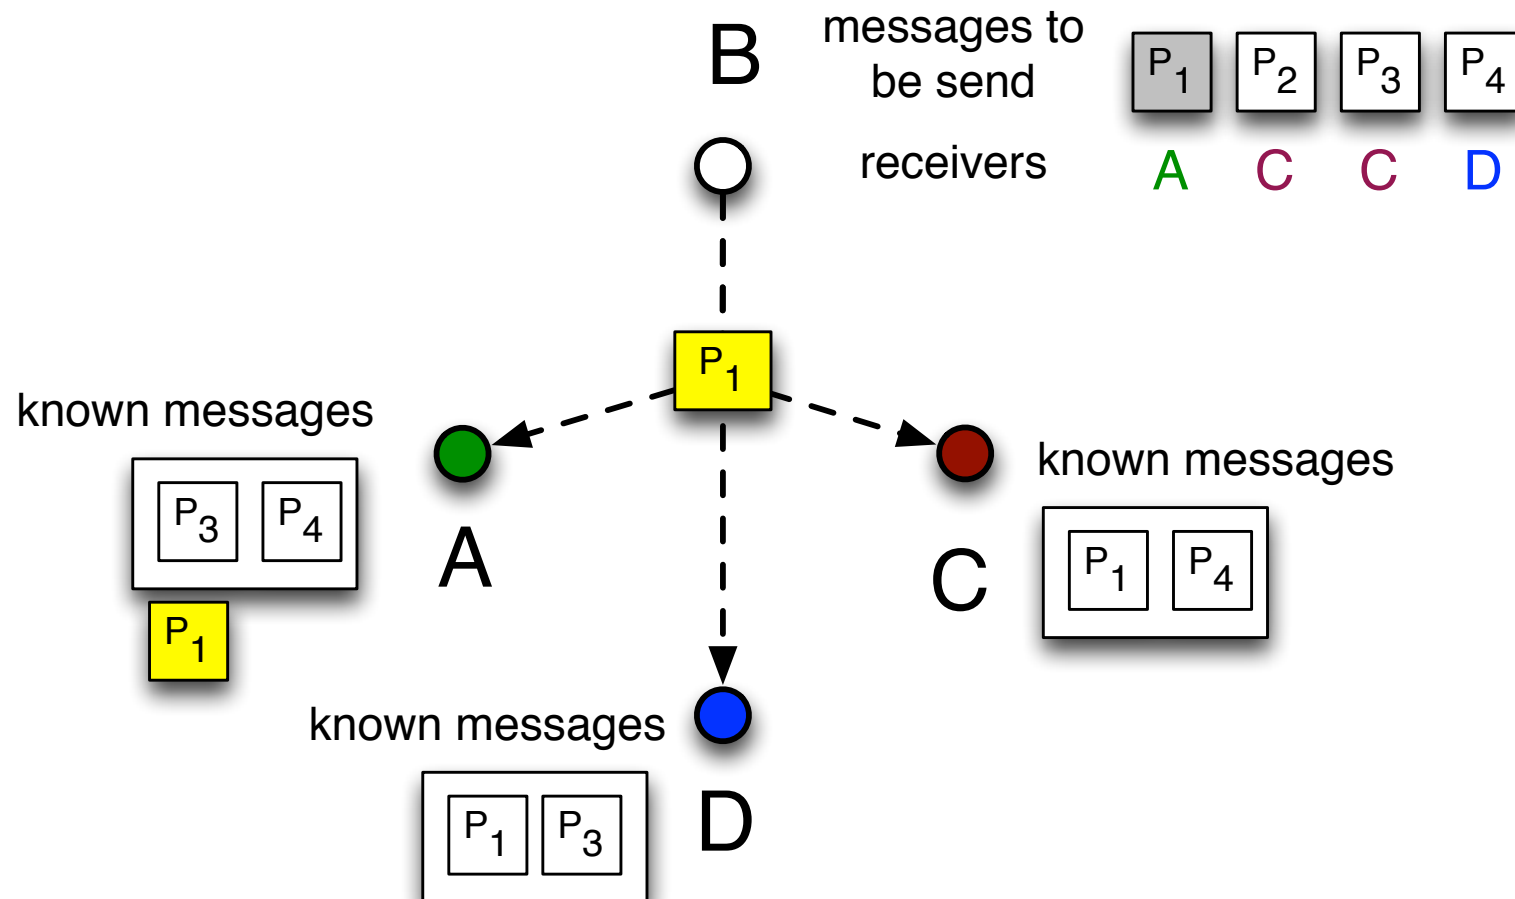 B
messages to
be send
P1 P2 P3 P4
receivers
A C C D
P1
known messages
P3 P4
A
P1
known messages
C
P1 P4
known messages
D
P1 P3